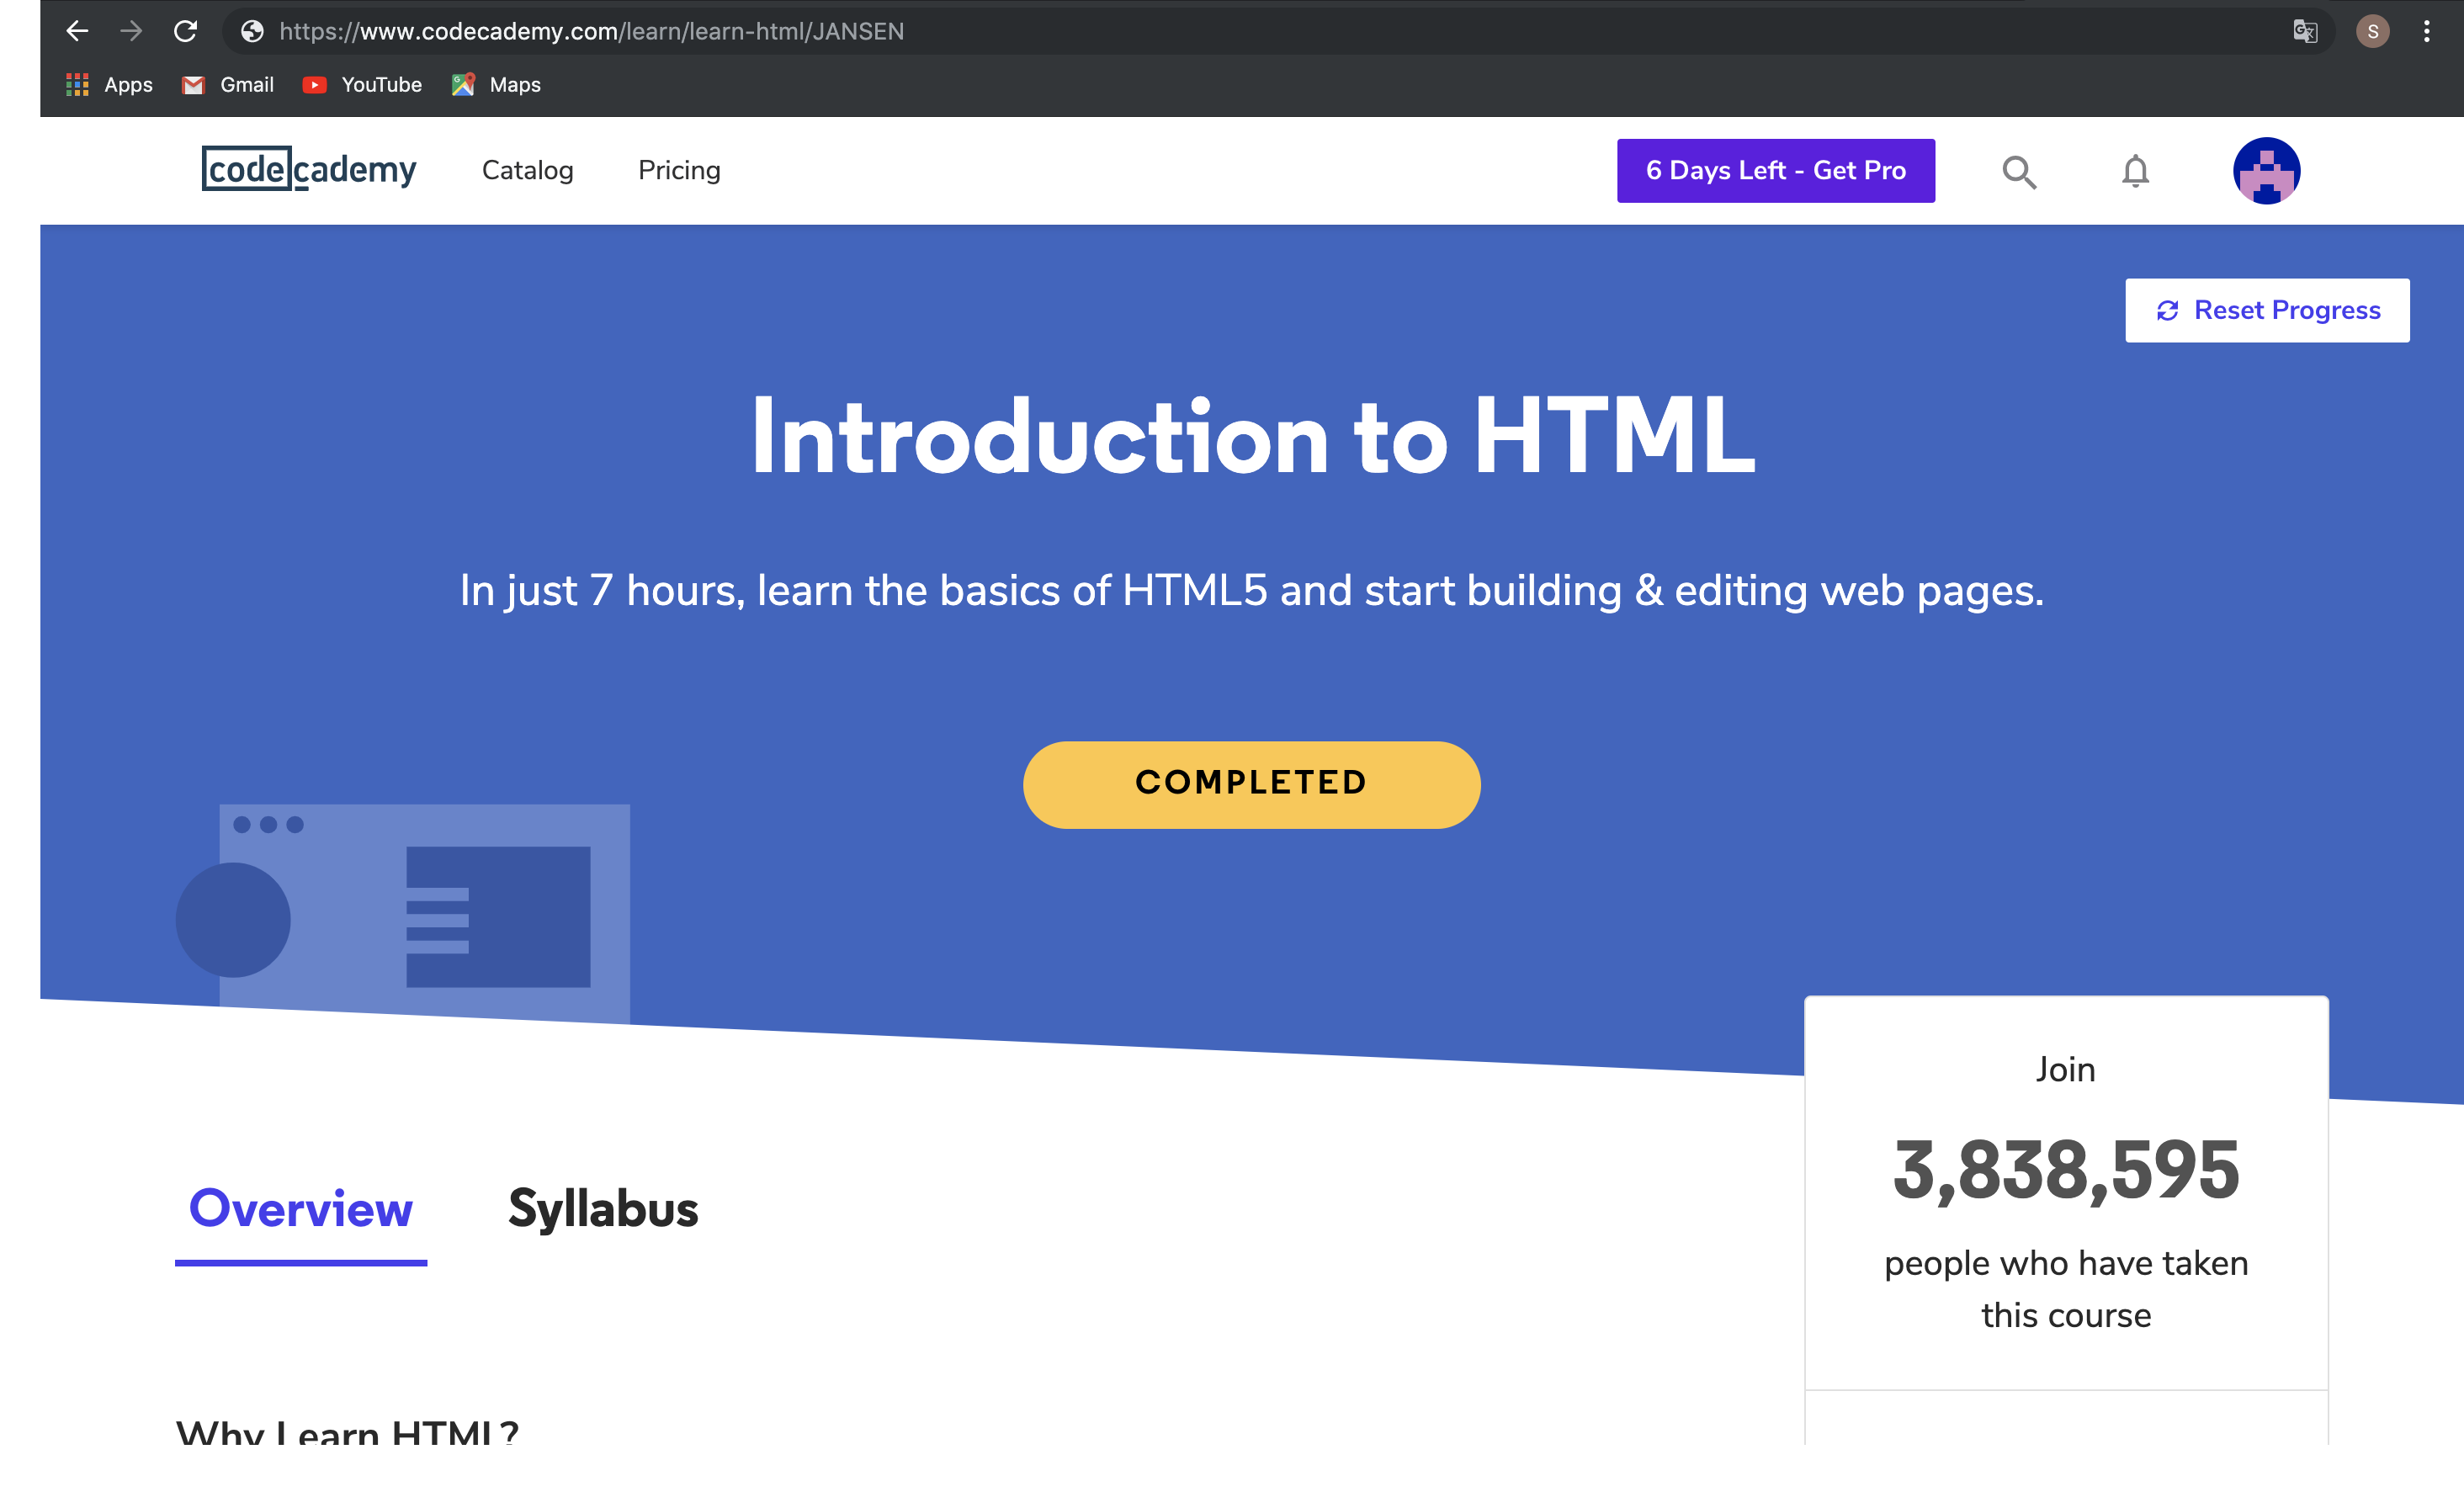 https://www.codecademy.com/learn/learn-html/JANSEN
S
Apps Gmail YouTube Maps
codecademy Catalog Pricing 6 Days Left - Get Pro
Reset Progress
Introduction to HTML
In just 7 hours, learn the basics of HTML5 and start building & editing web pages.
COMPLETED
Join
3,838,595
people who have taken
this course
Overview Syllabus
Why Learn HTML?